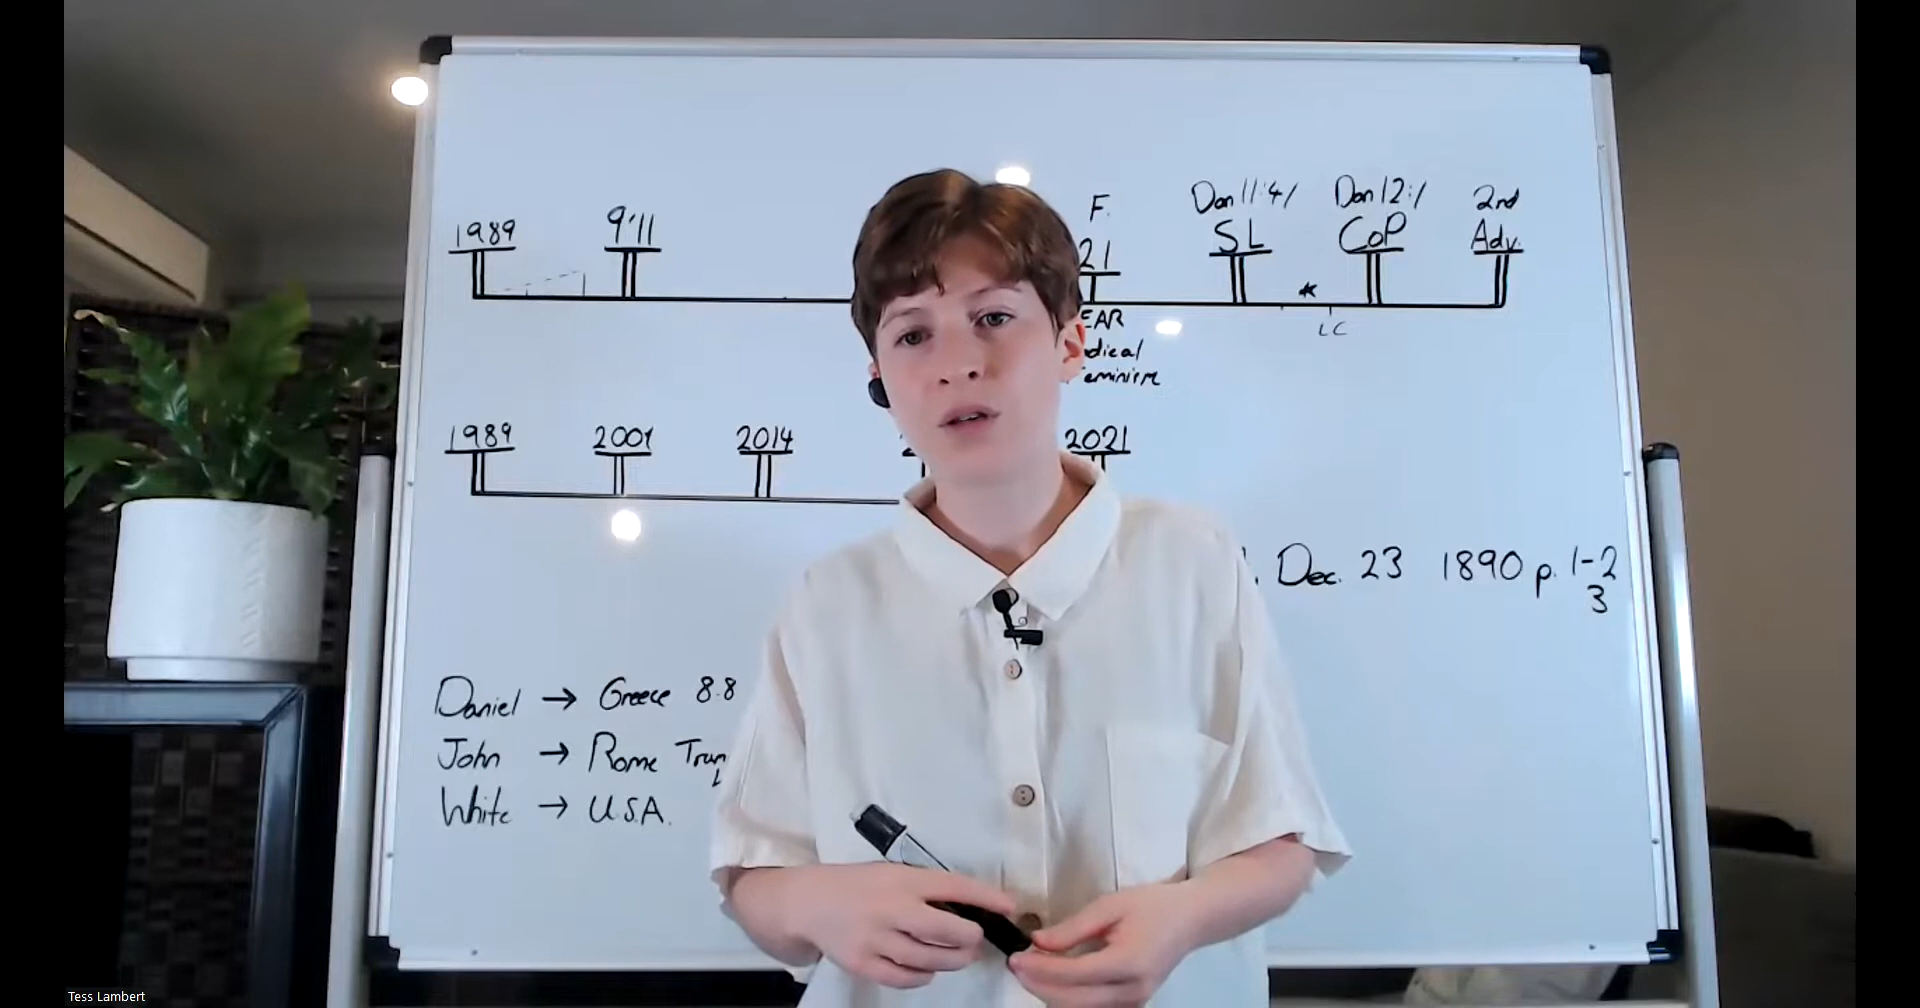 F. Dan 11:41 Dan 12:1 2nd
1989 9/11 21 SL CoP Adv.
EAR
LC
dical
eminism
1989 2001 2014 2021
. Dec. 23 1890 p. 1-2
3
Daniel → Greece 8.8
John → Rome
White → U.S.A.
Tess Lambert